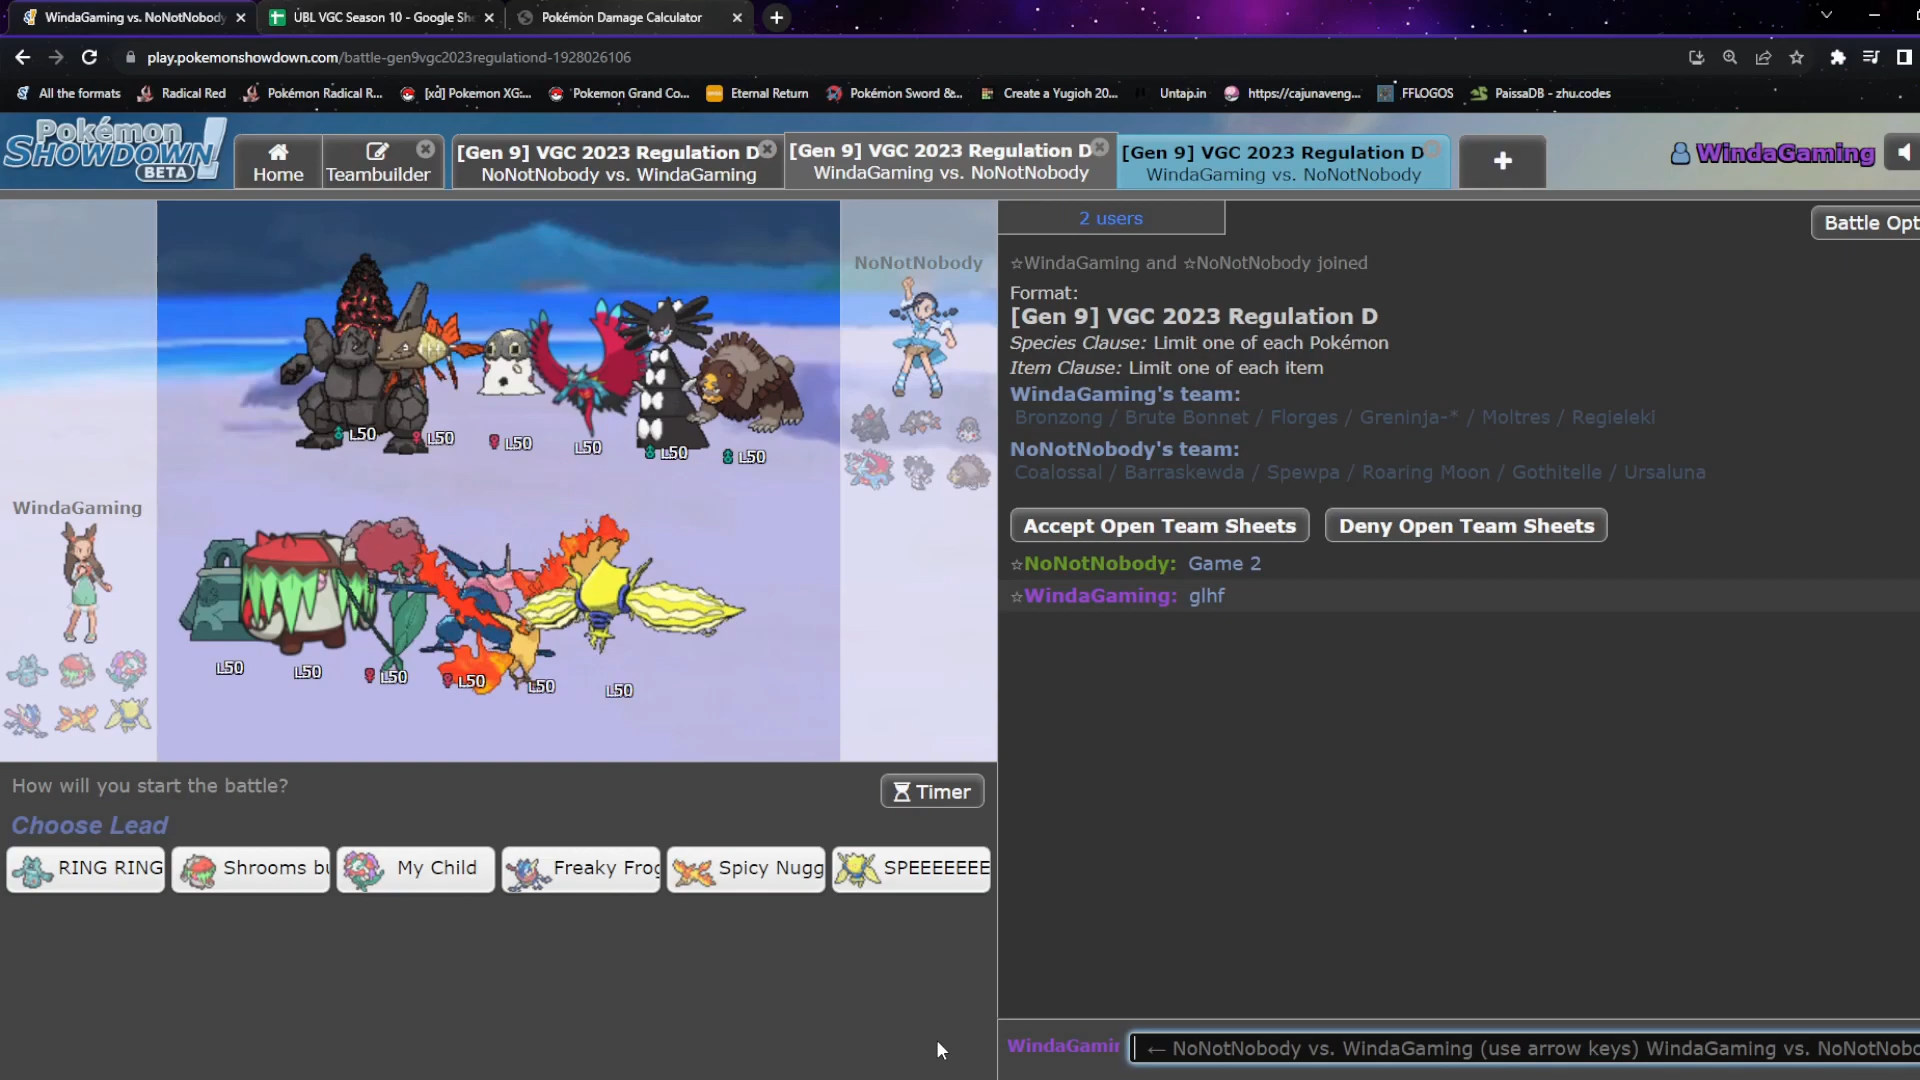 WindaGaming vs. NoNotNobody
UBL VGC Season 10 - Google She
Pokémon Damage Calculator
play.pokemonshowdown.com/battle-gen9vgc2023regulationd-1928026106
All the formats
Radical Red
Pokémon Radical R...
[xd] Pokemon XG:...
Pokemon Grand Co...
Eternal Return
Pokémon Sword &...
Create a Yugioh 20...
Untap.in
https://cajunaveng...
FFLOGOS
PaissaDB - zhu.codes
Pokémon
SHOWDOWN!
BETA
Home
Teambuilder
[Gen 9] VGC 2023 Regulation D
NoNotNobody vs. WindaGaming
[Gen 9] VGC 2023 Regulation D
WindaGaming vs. NoNotNobody
[Gen 9] VGC 2023 Regulation D
WindaGaming vs. NoNotNobody
WindaGaming
2 users
Battle Opt
☆WindaGaming and ☆NoNotNobody joined
Format:
[Gen 9] VGC 2023 Regulation D
Species Clause: Limit one of each Pokémon
Item Clause: Limit one of each item
WindaGaming's team:
Bronzong / Brute Bonnet / Florges / Greninja-* / Moltres / Regieleki
NoNotNobody's team:
Coalossal / Barraskewda / Spewpa / Roaring Moon / Gothitelle / Ursaluna
Accept Open Team Sheets
Deny Open Team Sheets
☆NoNotNobody: Game 2
☆WindaGaming: glhf
NoNotNobody
L50
L50
L50
L50
L50
L50
WindaGaming
L50
L50
L50
L50
L50
L50
How will you start the battle?
Timer
Choose Lead
RING RING
Shrooms bu
My Child
Freaky Frog
Spicy Nugg
SPEEEEEEE
WindaGamin
← NoNotNobody vs. WindaGaming (use arrow keys) WindaGaming vs. NoNotNobo